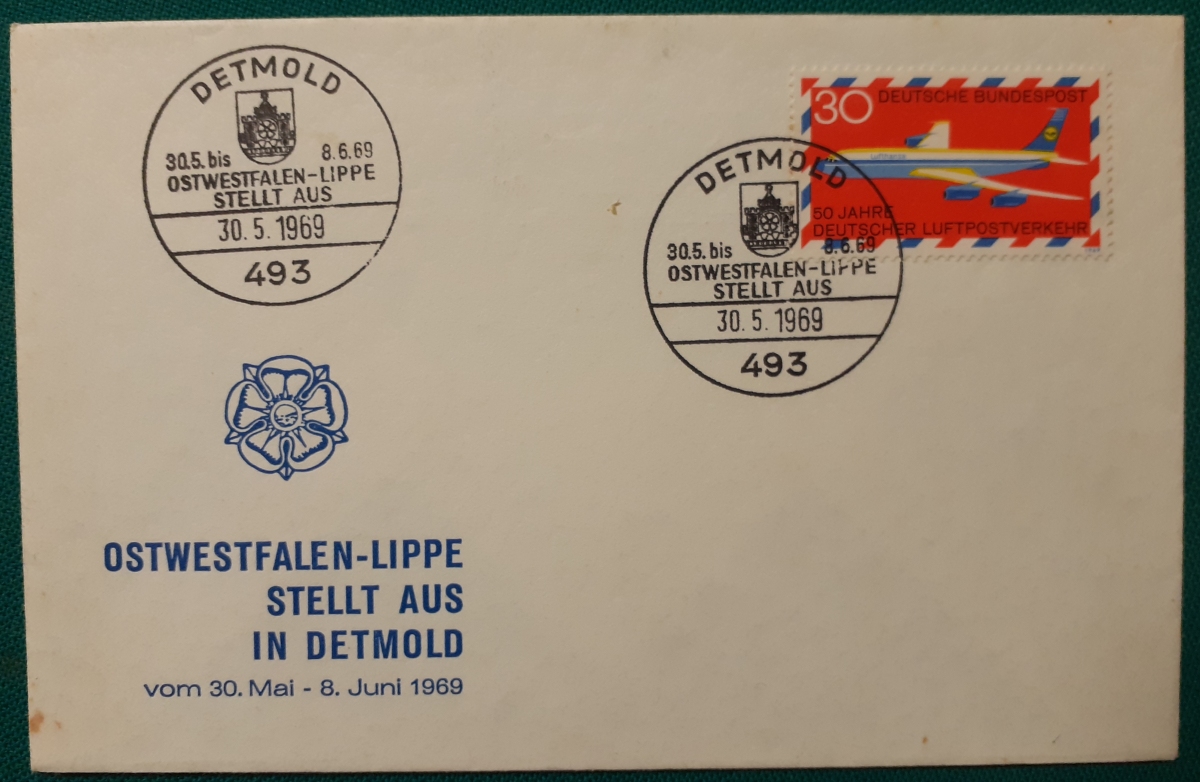 DETMOLD
30.5. bis 8.6.69
OSTWESTFALEN-LIPPE
STELLT AUS
30.5.1969
493
30 DEUTSCHE BUNDESPOST
Lufthansa
50 JAHRE
DEUTSCHER LUFTPOSTVERKEHR
DETMOLD
30.5. bis 8.6.69
OSTWESTFALEN-LIPPE
STELLT AUS
30.5.1969
493
OSTWESTFALEN-LIPPE
STELLT AUS
IN DETMOLD
vom 30. Mai - 8. Juni 1969